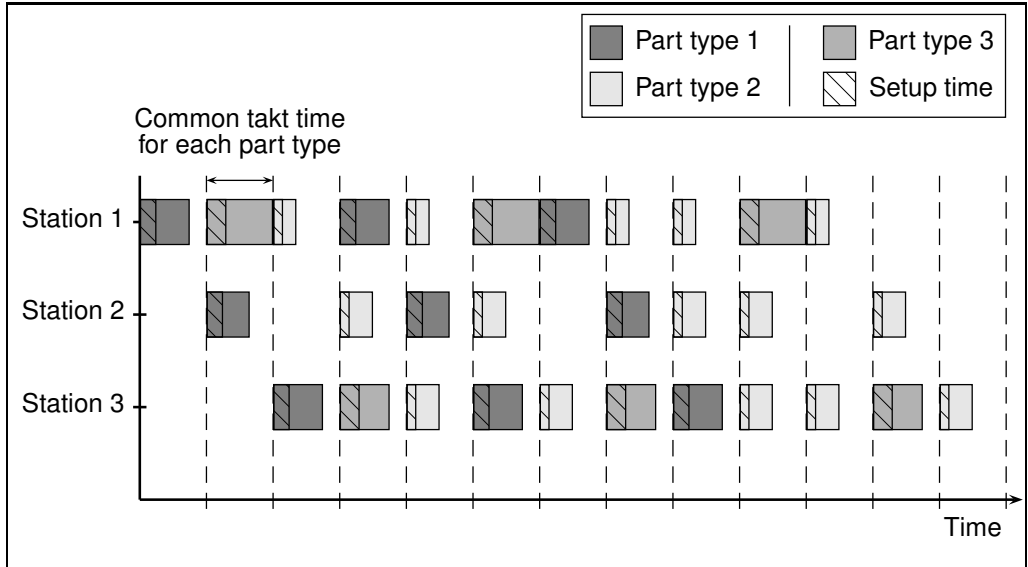 Part type 1
Part type 3
Part type 2
Setup time
Common takt time
for each part type
Station 1
Station 2
Station 3
Time